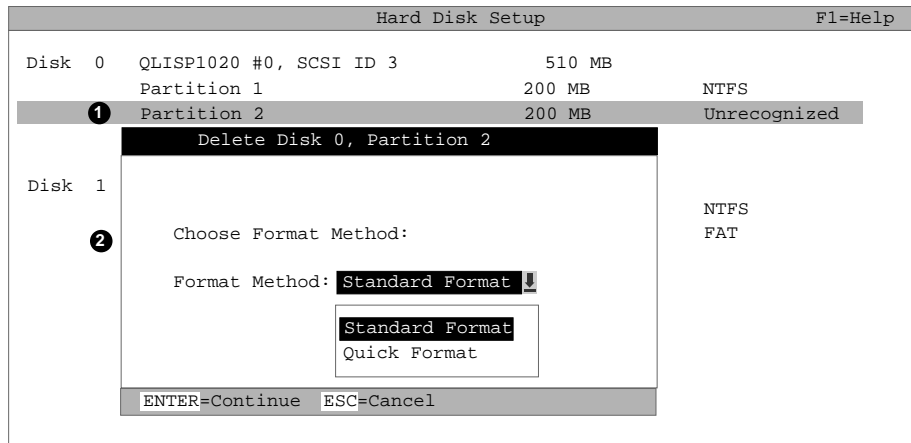 Hard Disk Setup F1=Help
Disk 0 QLISP1020 #0, SCSI ID 3 510 MB
Partition 1 200 MB NTFS
1 Partition 2 200 MB Unrecognized
Delete Disk 0, Partition 2
Disk 1
NTFS
2 Choose Format Method: FAT
Format Method: Standard Format
Standard Format
Quick Format
ENTER=Continue ESC=Cancel